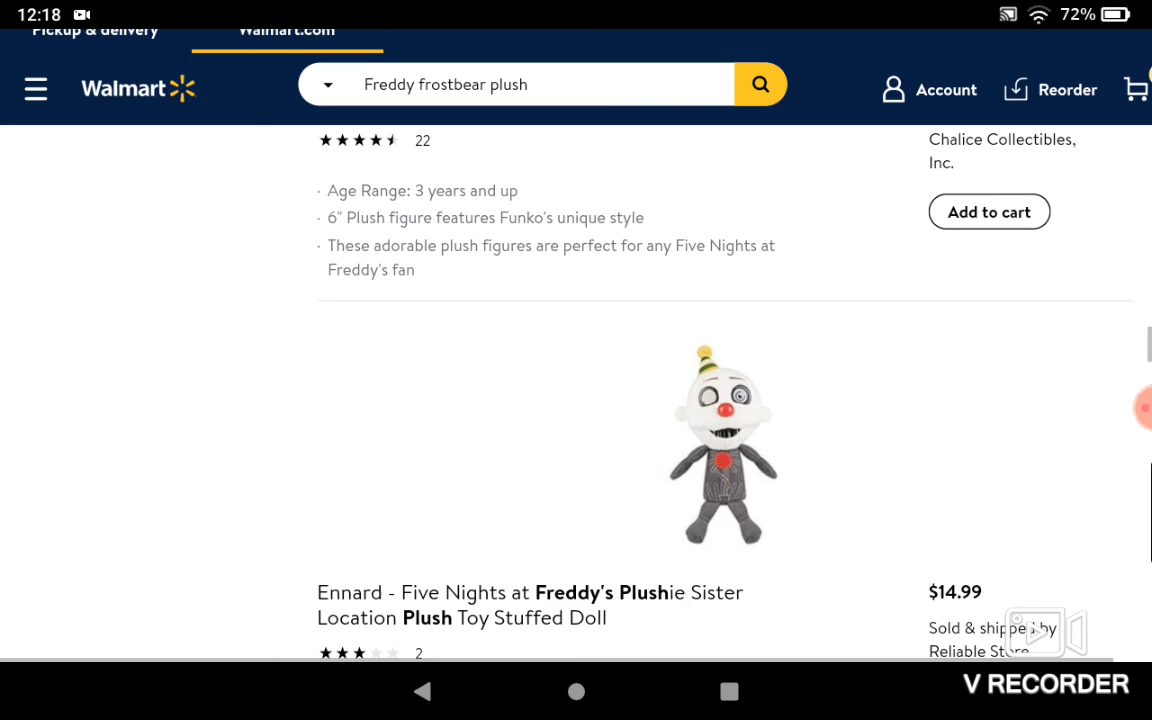 12:18 72%
Pickup & delivery Walmart.com
Walmart Freddy frostbear plush Account Reorder
22
Chalice Collectibles, Inc.
Add to cart
· Age Range: 3 years and up
· 6" Plush figure features Funko's unique style
· These adorable plush figures are perfect for any Five Nights at
Freddy's fan
Ennard - Five Nights at Freddy's Plushie Sister
Location Plush Toy Stuffed Doll
$14.99
Sold & shipped by
Reliable Store
2
V RECORDER